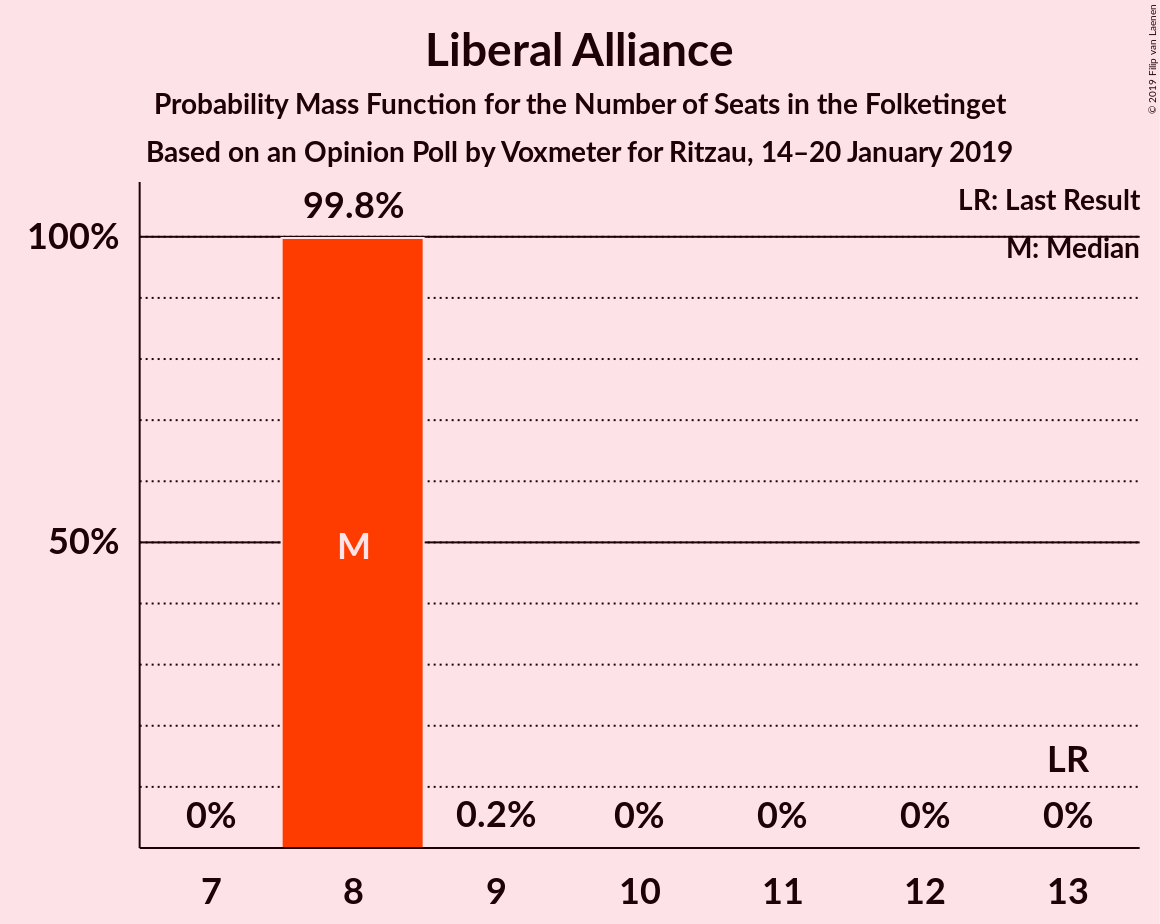 Liberal Alliance
Probability Mass Function for the Number of Seats in the Folketinget
Based on an Opinion Poll by Voxmeter for Ritzau, 14–20 January 2019
© 2019 Filip van Laenen
LR: Last Result
M: Median
99.8%
100%
50%
M
LR
0%
0.2%
0%
0%
0%
0%
7
8
9
10
11
12
13